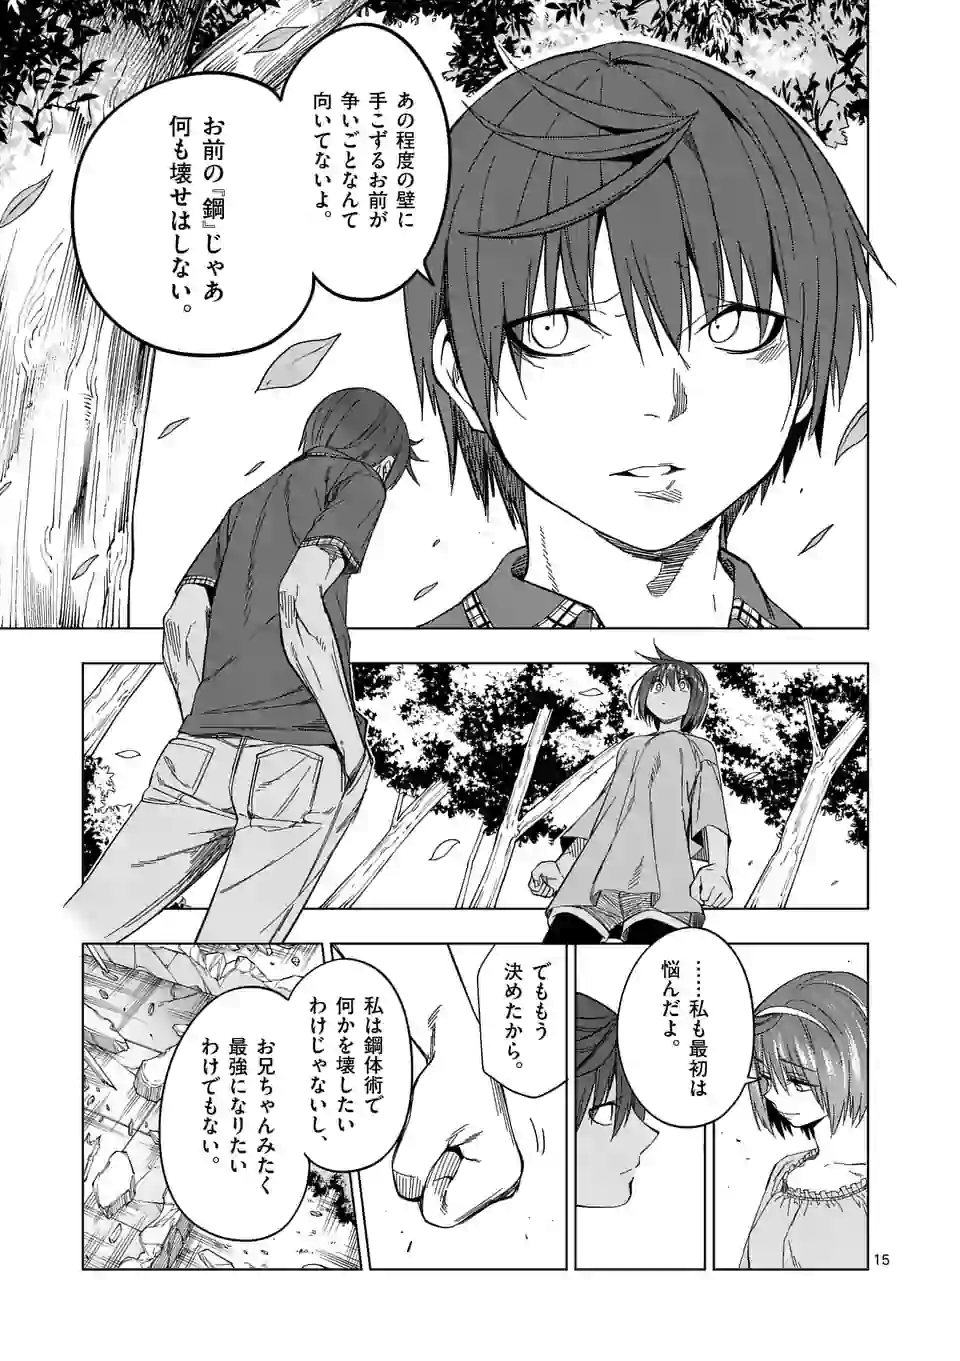 あの程度の壁に
手こずるお前が
争いごとなんて
向いてないよ。
お前の『鋼』じゃあ
何も壊せはしない。
……私も最初は
悩んだよ。
でももう
決めたから。
私は鋼体術で
何かを壊したい
わけじゃないし、
お兄ちゃんみたく
最強になりたい
わけでもない。
15